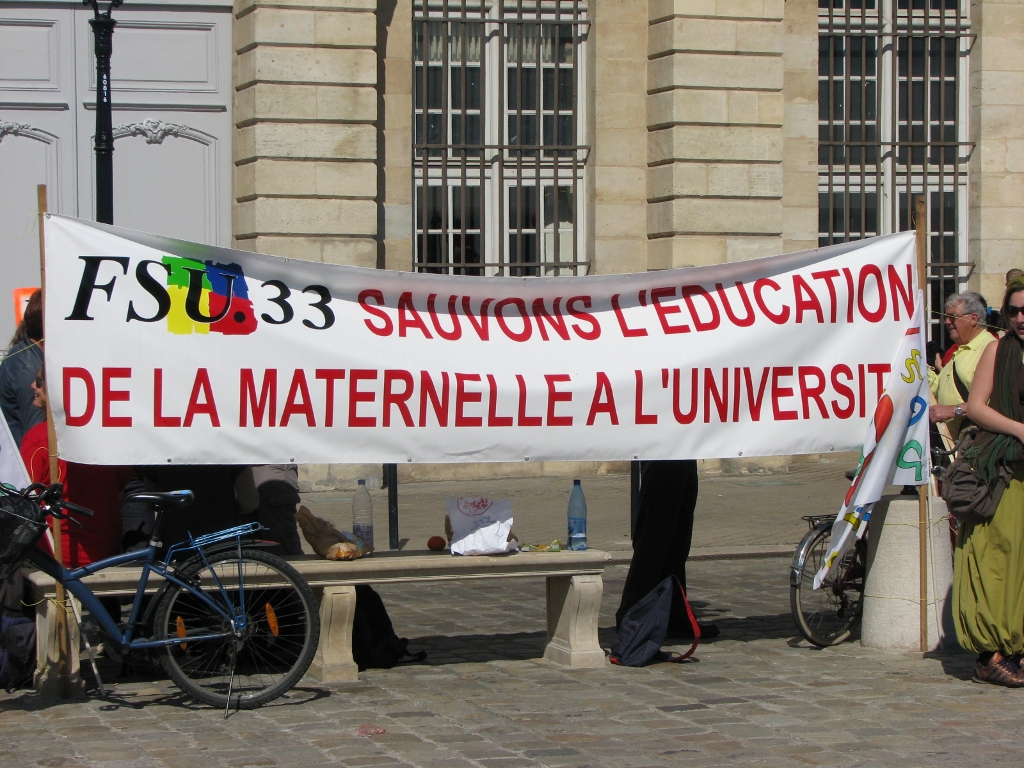 FSU.33 SAUVONS L'EDUCATION
DE LA MATERNELLE A L'UNIVERSIT